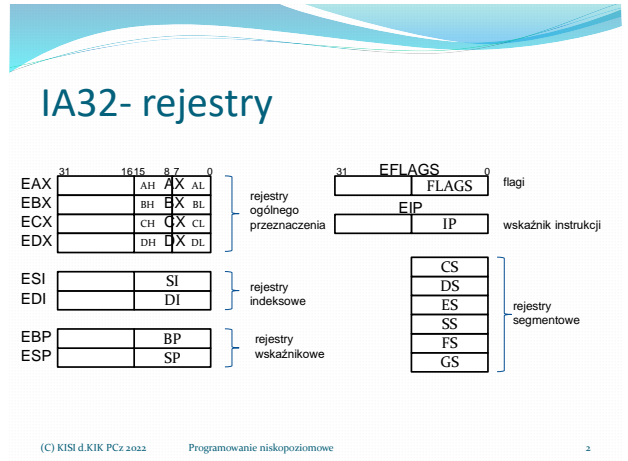 IA32- rejestry
31 16 15 8 7 0
EAX AH AX AL
EBX BH BX BL
ECX CH CX CL
EDX DH DX DL
rejestry
ogólnego
przeznaczenia
ESI SI
EDI DI
rejestry
indeksowe
EBP BP
ESP SP
rejestry
wskaźnikowe
EFLAGS
31 0
FLAGS
flagi
EIP
IP
wskaźnik instrukcji
CS
DS
ES
SS
FS
GS
rejestry
segmentowe
(C) KISI d.KIK PCz 2022 Programowanie niskopoziomowe 2